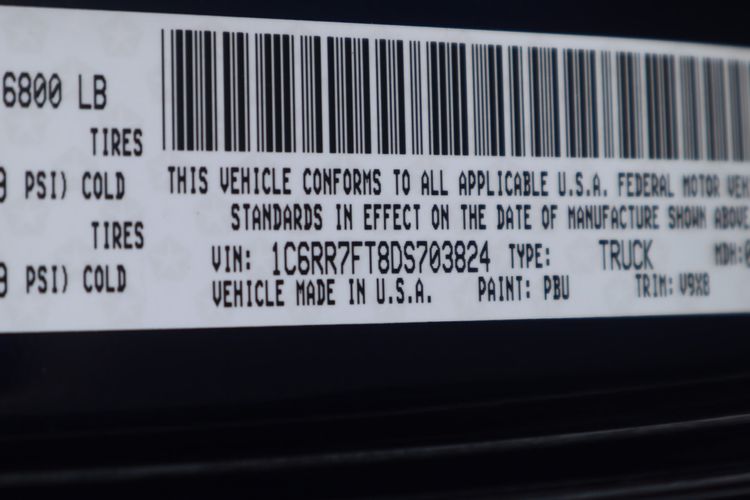 6800 LB
TIRES
PSI) COLD
TIRES
PSI) COLD
THIS VEHICLE CONFORMS TO ALL APPLICABLE U.S.A. FEDERAL MOTOR
STANDARDS IN EFFECT ON THE DATE OF MANUFACTURE SHOWN ABOVE
VIN: 1C6RR7FT8DS703824 TYPE: TRUCK MDH:
VEHICLE MADE IN U.S.A. PAINT: PBU TRIM: V9X8